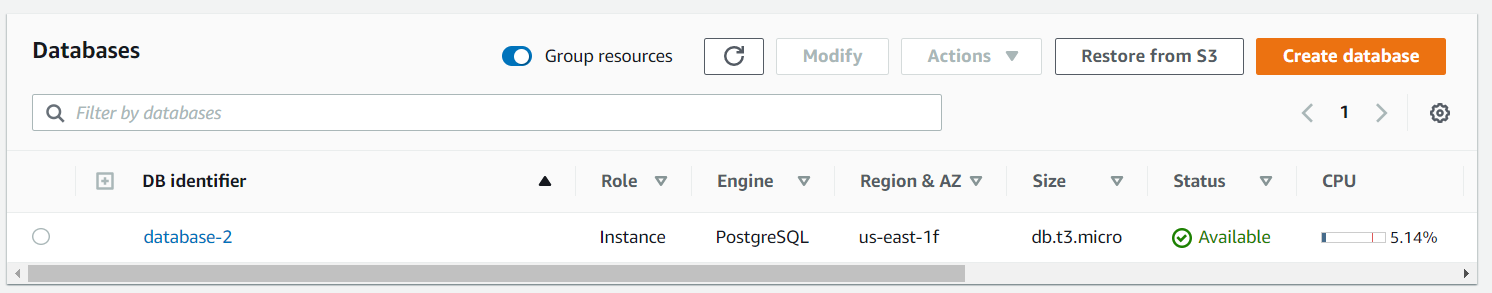 Databases
Group resources
Modify
Actions
Restore from S3
Create database
Filter by databases
1
DB identifier Role Engine Region & AZ Size Status CPU
database-2 Instance PostgreSQL us-east-1f db.t3.micro Available 5.14%